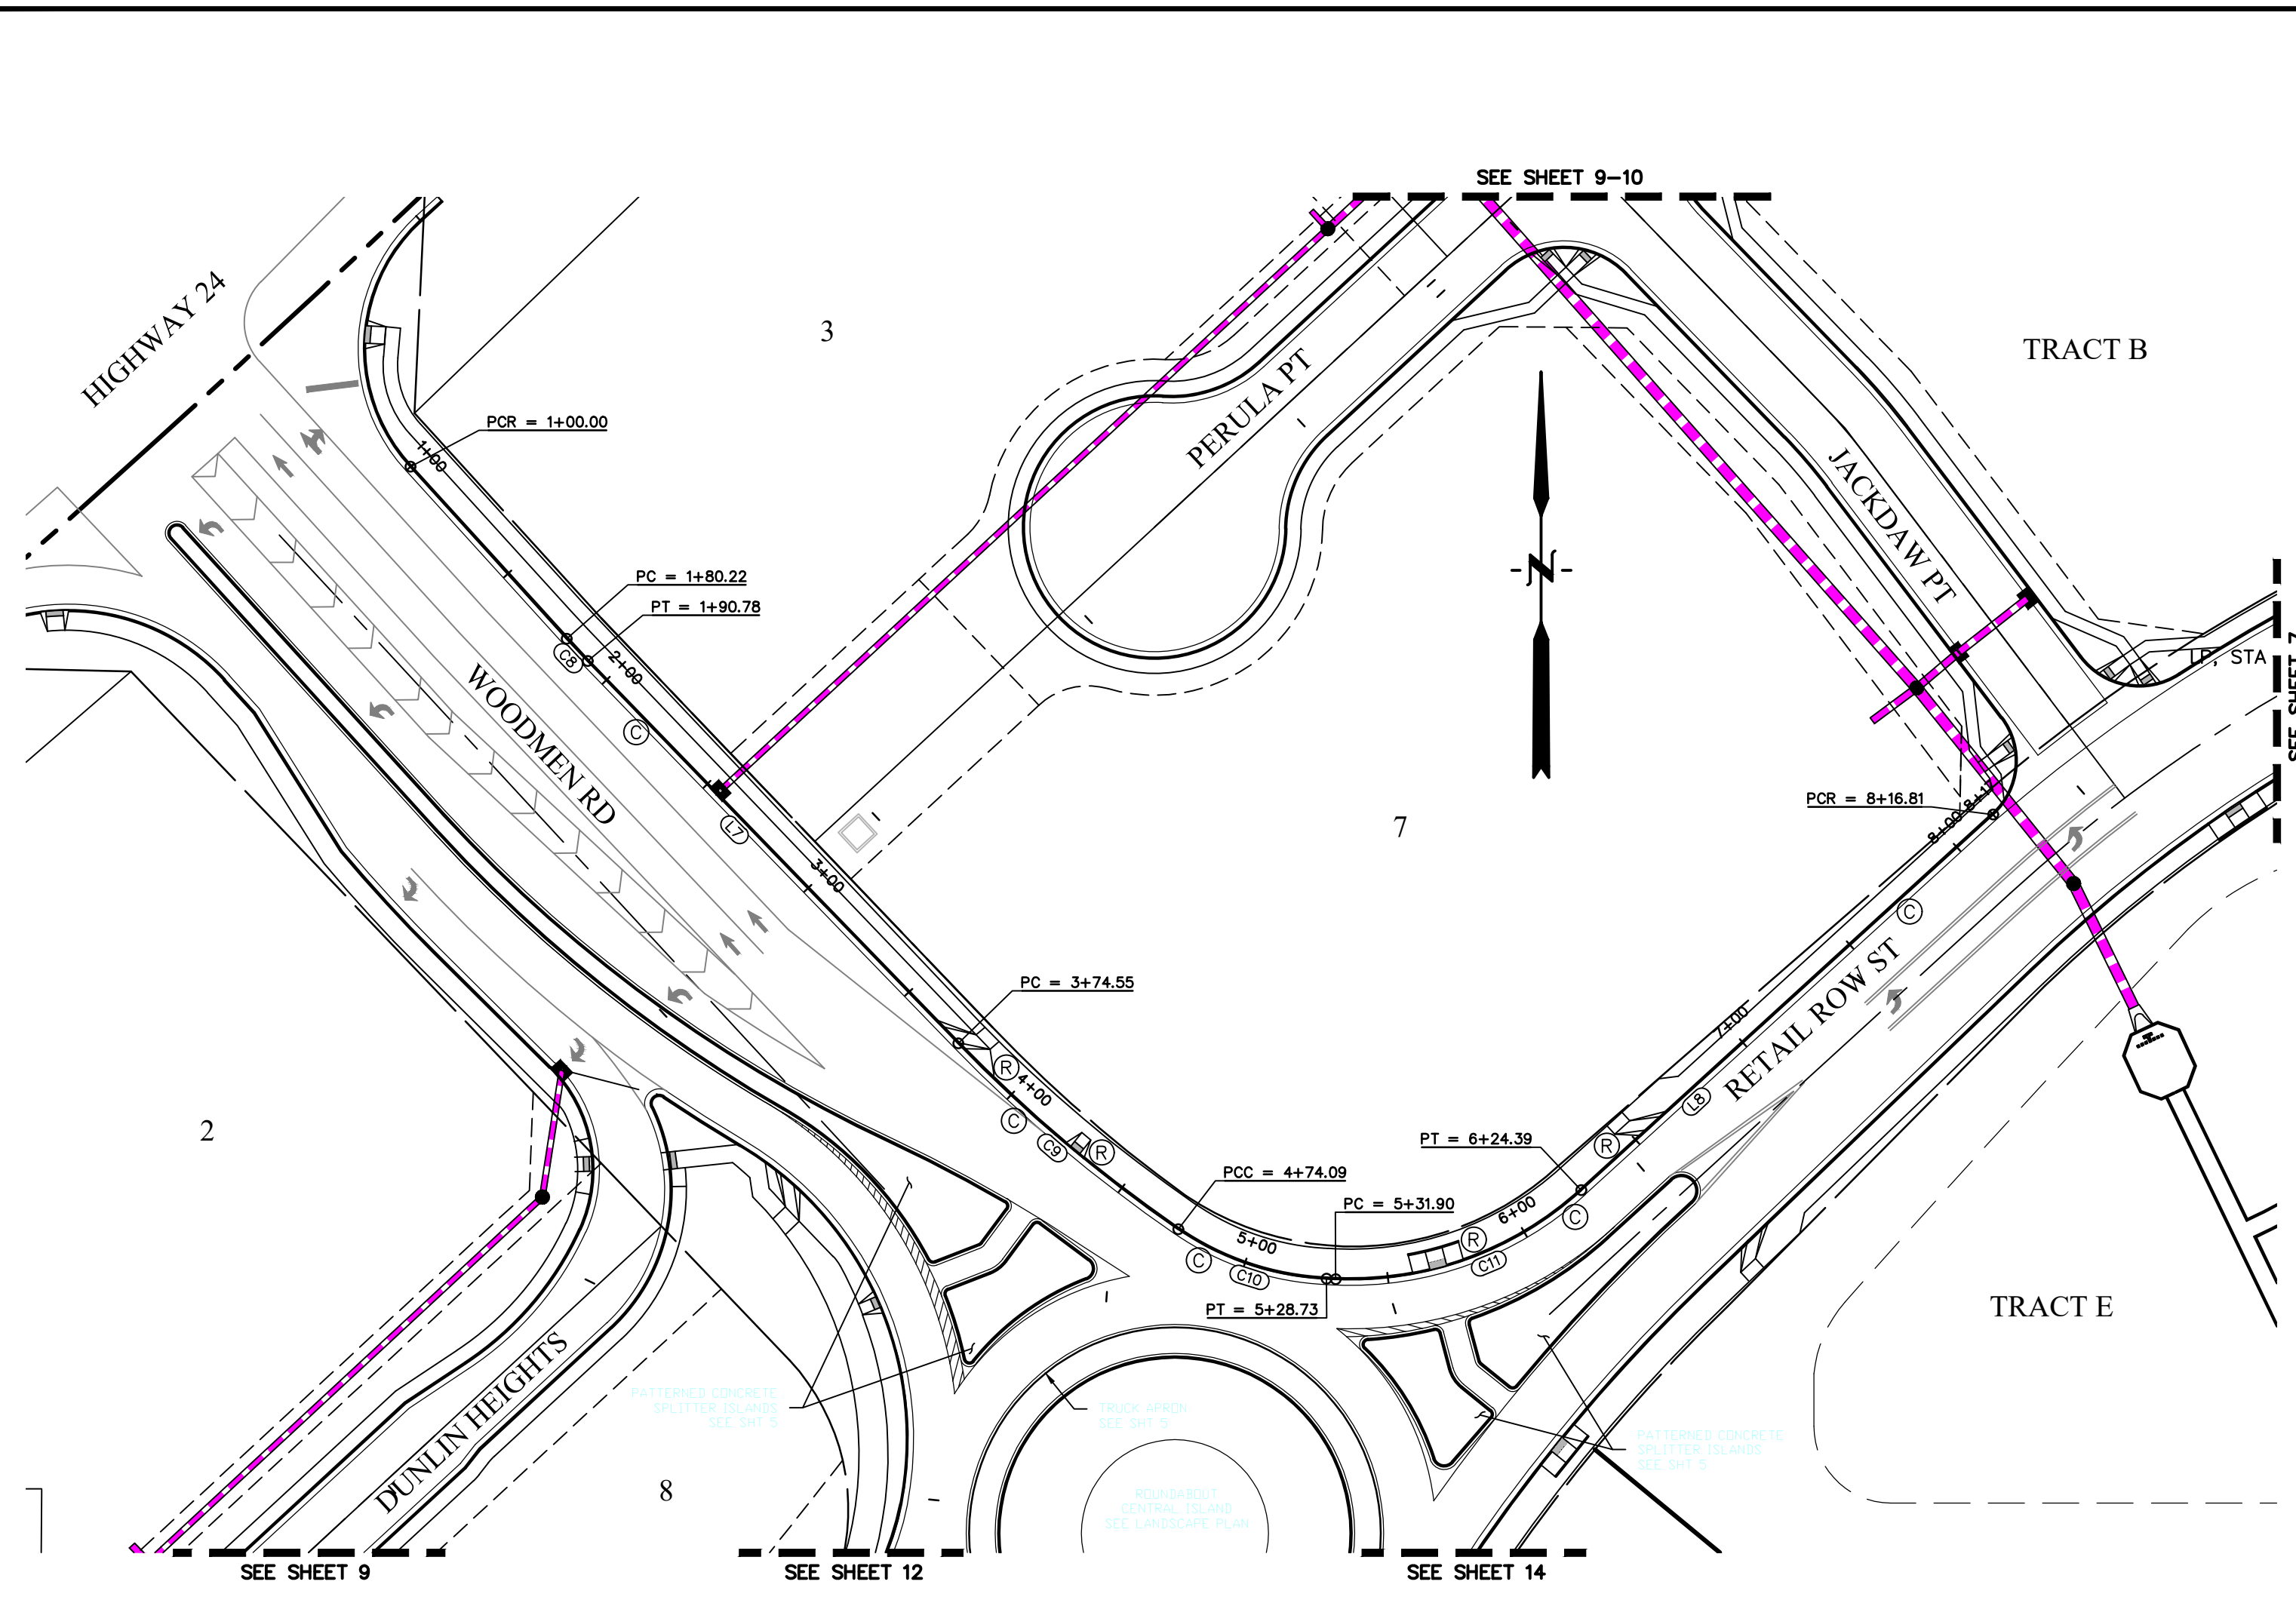 SEE SHEET 9-10
HIGHWAY 24
3
TRACT B
PERULA PT
PCR = 1+00.00
1+00
JACKDAW PT
N
PC = 1+80.22
PT = 1+90.78
C8
2+00
LP, STA
SEE SHEET 7
WOODMEN RD
C
L7
PCR = 8+16.81
8+00
3+00
7
C
RETAIL ROW ST
PC = 3+74.55
7+00
R
4+00
L8
C
C9
R
2
PT = 6+24.39
R
PCC = 4+74.09
PC = 5+31.90
6+00
C
5+00
R
C
C10
C11
PT = 5+28.73
TRACT E
DUNLIN HEIGHTS
PATTERNED CONCRETE
SPLITTER ISLANDS
SEE SHT 5
TRUCK APRON
SEE SHT 5
PATTERNED CONCRETE
SPLITTER ISLANDS
SEE SHT 5
8
ROUNDABOUT
CENTRAL ISLAND
SEE LANDSCAPE PLAN
SEE SHEET 9
SEE SHEET 12
SEE SHEET 14